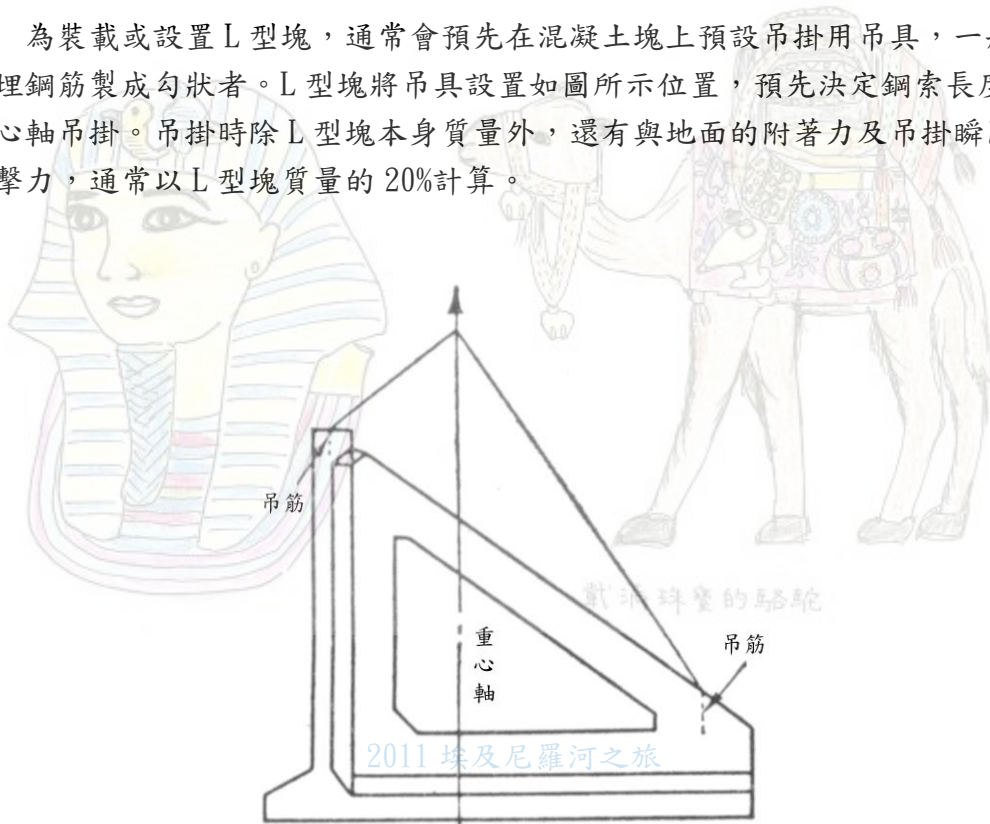 為裝載或設置L型塊，通常會預先在混凝土塊上預設吊掛用吊具，一
埋鋼筋製成勾狀者。L型塊將吊具設置如圖所示位置，預先決定鋼索長度
心軸吊掛。吊掛時除L型塊本身質量外，還有與地面的附著力及吊掛瞬
擊力，通常以L型塊質量的20%計算。
吊筋
戴滿珠寶的駱駝
吊筋
重
心
軸
2011 埃及尼羅河之旅